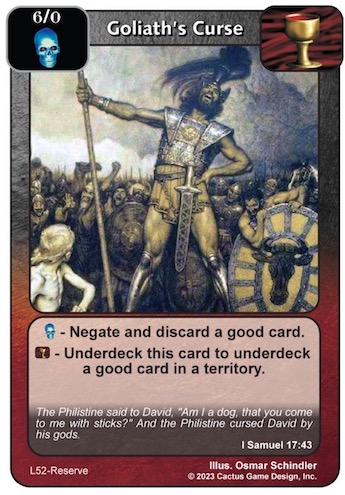 6/0
Goliath's Curse
- Negate and discard a good card.
- Underdeck this card to underdeck
a good card in a territory.
The Philistine said to David, "Am I a dog, that you come
to me with sticks?" And the Philistine cursed David by
his gods.
I Samuel 17:43
L52-Reserve
Illus. Osmar Schindler
© 2023 Cactus Game Design, Inc.